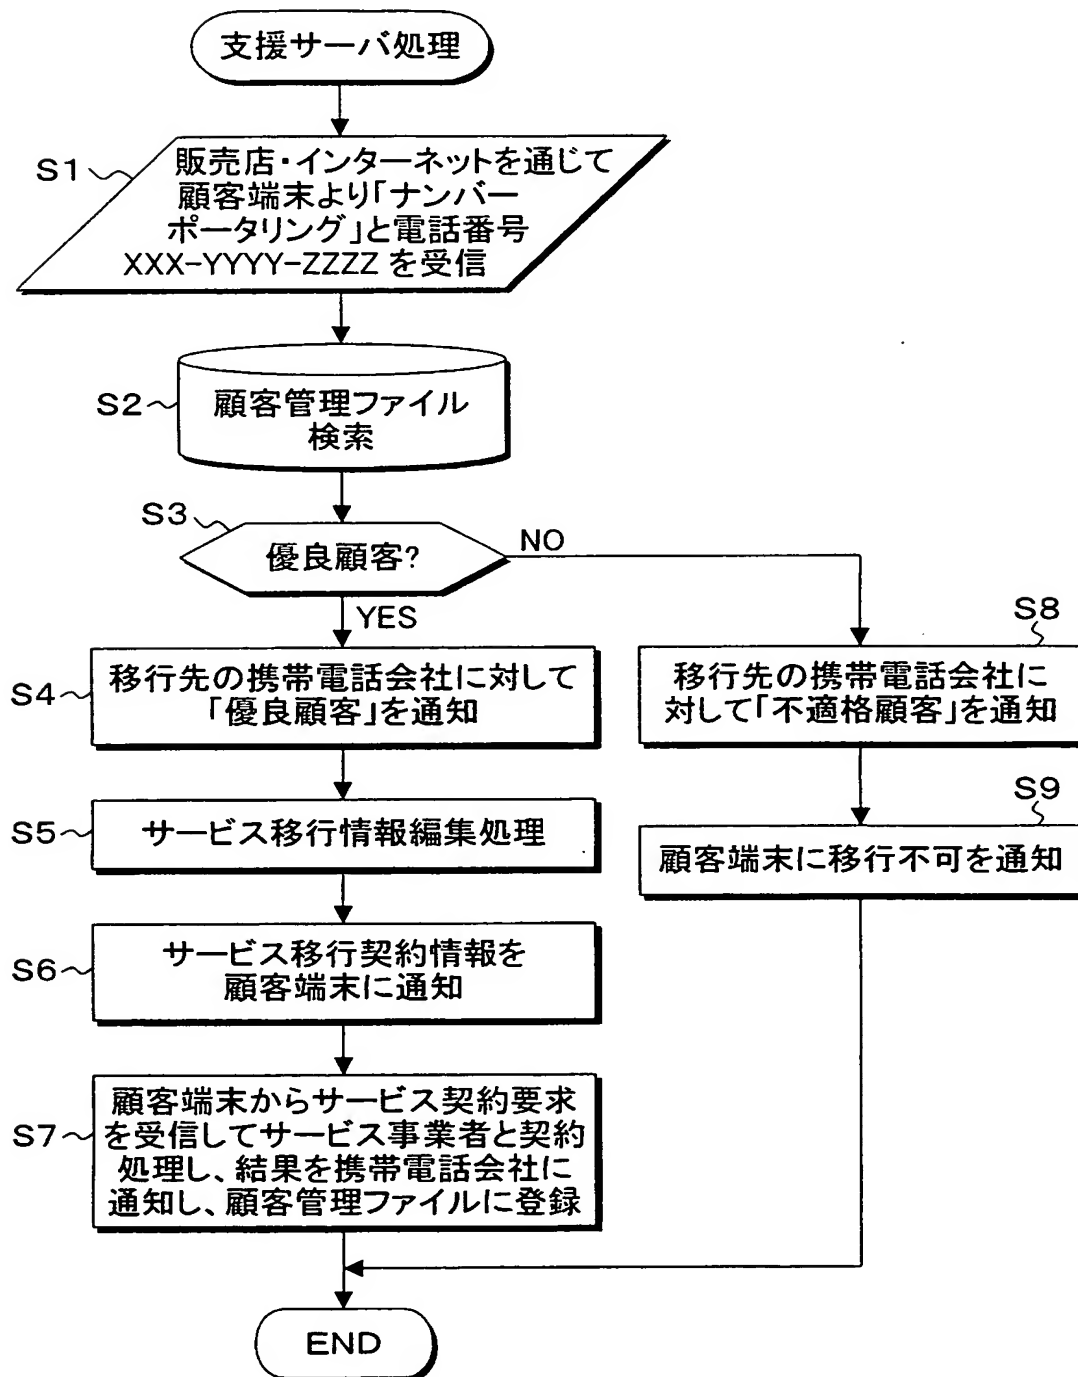 支援サーバ処理
S1
販売店・インターネットを通じて
顧客端末より「ナンバー
ポータリング」と電話番号
XXX-YYYY-ZZZZ を受信
S2
顧客管理ファイル
検索
S3
優良顧客?
NO
YES
S4
移行先の携帯電話会社に対して
「優良顧客」を通知
S5
サービス移行情報編集処理
S6
サービス移行契約情報を
顧客端末に通知
S7
顧客端末からサービス契約要求
を受信してサービス事業者と契約
処理し、結果を携帯電話会社に
通知し、顧客管理ファイルに登録
S8
移行先の携帯電話会社に
対して「不適格顧客」を通知
S9
顧客端末に移行不可を通知
END